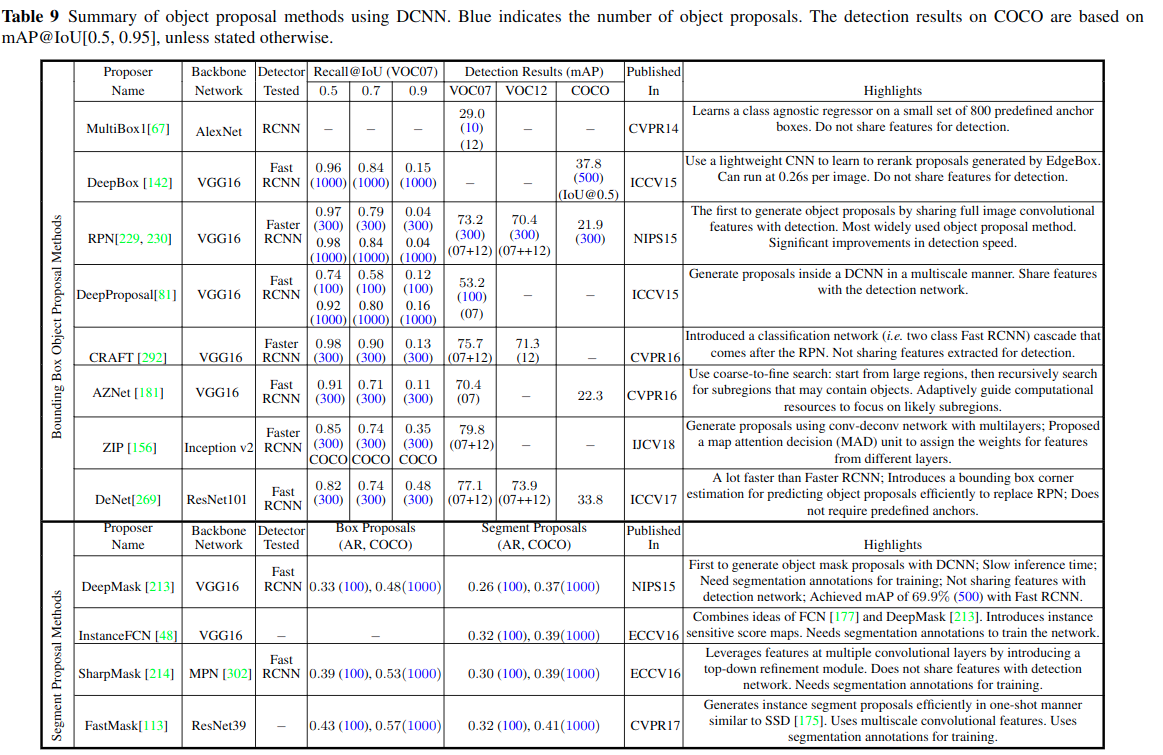 Table 9 Summary of object proposal methods using DCNN. Blue indicates the number of object proposals. The detection results on COCO are based on
mAP@IoU[0.5, 0.95], unless stated otherwise.
Bounding Box Object Proposal Methods
Proposer Backbone Detector Recall@IoU (VOC07) Detection Results (mAP) Published
Name Network Tested 0.5 0.7 0.9 VOC07 VOC12 COCO In Highlights
MultiBox1[67] AlexNet RCNN – – – 29.0 (10) (12) – – CVPR14 Learns a class agnostic regressor on a small set of 800 predefined anchor
boxes. Do not share features for detection.
DeepBox [142] VGG16 Fast RCNN 0.96 (1000) 0.84 (1000) 0.15 (1000) – – 37.8 (500) (IoU@0.5) ICCV15 Use a lightweight CNN to learn to rerank proposals generated by EdgeBox.
Can run at 0.26s per image. Do not share features for detection.
RPN[229, 230] VGG16 Faster RCNN 0.97 (300) 0.98 (1000) 0.79 (300) 0.84 (1000) 0.04 (300) 0.04 (1000) 73.2 (300) (07+12) 70.4 (300) (07++12) 21.9 (300) NIPS15 The first to generate object proposals by sharing full image convolutional
features with detection. Most widely used object proposal method.
Significant improvements in detection speed.
DeepProposal[81] VGG16 Fast RCNN 0.74 (100) 0.92 (1000) 0.58 (100) 0.80 (1000) 0.12 (100) 0.16 (1000) 53.2 (100) (07) – – ICCV15 Generate proposals inside a DCNN in a multiscale manner. Share features
with the detection network.
CRAFT [292] VGG16 Faster RCNN 0.98 (300) 0.90 (300) 0.13 (300) 75.7 (07+12) 71.3 (12) – CVPR16 Introduced a classification network (i.e. two class Fast RCNN) cascade that
comes after the RPN. Not sharing features extracted for detection.
AZNet [181] VGG16 Fast RCNN 0.91 (300) 0.71 (300) 0.11 (300) 70.4 (07) – 22.3 CVPR16 Use coarse-to-fine search: start from large regions, then recursively search
for subregions that may contain objects. Adaptively guide computational
resources to focus on likely subregions.
ZIP [156] Inception v2 Faster RCNN 0.85 (300) COCO 0.74 (300) COCO 0.35 (300) COCO 79.8 (07+12) – – IJCV18 Generate proposals using conv-deconv network with multilayers; Proposed
a map attention decision (MAD) unit to assign the weights for features
from different layers.
DeNet[269] ResNet101 Fast RCNN 0.82 (300) 0.74 (300) 0.48 (300) 77.1 (07+12) 73.9 (07++12) 33.8 ICCV17 A lot faster than Faster RCNN; Introduces a bounding box corner
estimation for predicting object proposals efficiently to replace RPN; Does
not require predefined anchors.
Segment Proposal Methods
Proposer Backbone Detector Box Proposals Segment Proposals Published
Name Network Tested (AR, COCO) (AR, COCO) In Highlights
DeepMask [213] VGG16 Fast RCNN 0.33 (100), 0.48(1000) 0.26 (100), 0.37(1000) NIPS15 First to generate object mask proposals with DCNN; Slow inference time;
Need segmentation annotations for training; Not sharing features with
detection network; Achieved mAP of 69.9% (500) with Fast RCNN.
InstanceFCN [48] VGG16 – – 0.32 (100), 0.39(1000) ECCV16 Combines ideas of FCN [177] and DeepMask [213]. Introduces instance
sensitive score maps. Needs segmentation annotations to train the network.
SharpMask [214] MPN [302] Fast RCNN 0.39 (100), 0.53(1000) 0.30 (100), 0.39(1000) ECCV16 Leverages features at multiple convolutional layers by introducing a
top-down refinement module. Does not share features with detection
network. Needs segmentation annotations for training.
FastMask[113] ResNet39 – 0.43 (100), 0.57(1000) 0.32 (100), 0.41(1000) CVPR17 Generates instance segment proposals efficiently in one-shot manner
similar to SSD [175]. Uses multiscale convolutional features. Uses
segmentation annotations for training.